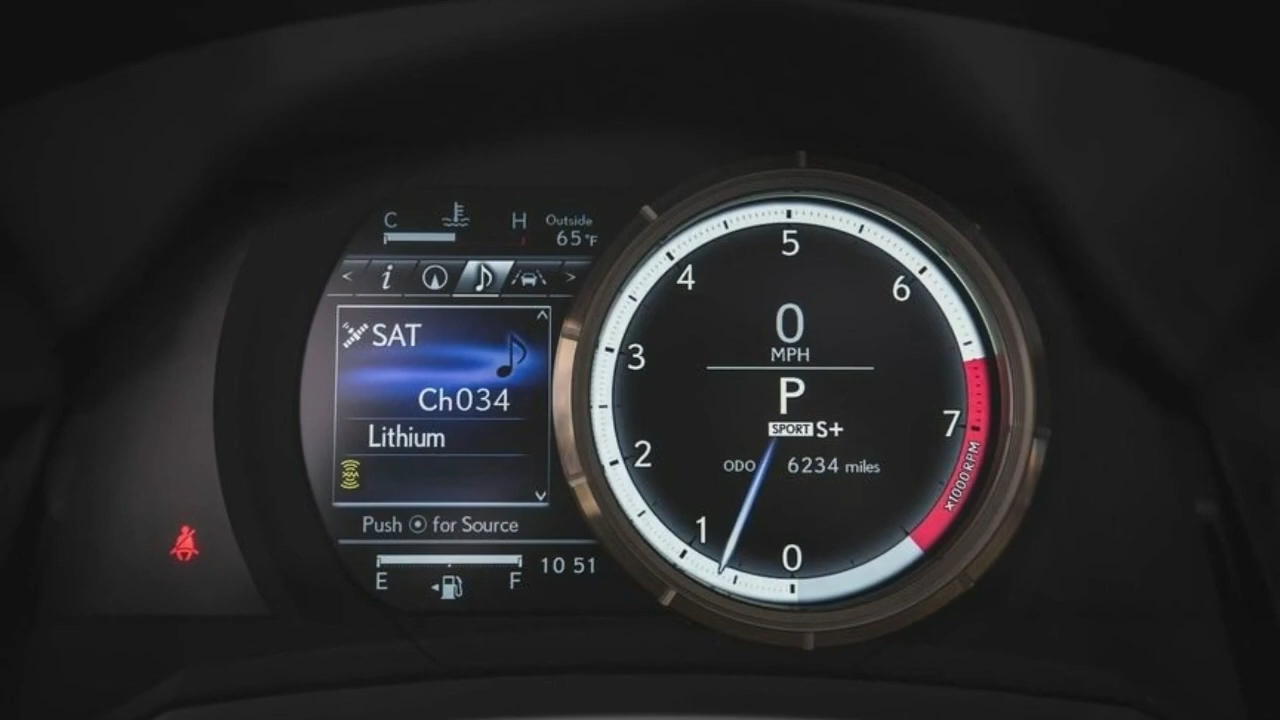 C H Outside
65°F
< i >
SAT
Ch034
Lithium
Push for Source
10 51
E F
5
4 6
3
2
1
0
7
x1000RPM
0
MPH
P
SPORT S+
ODO 6234 miles